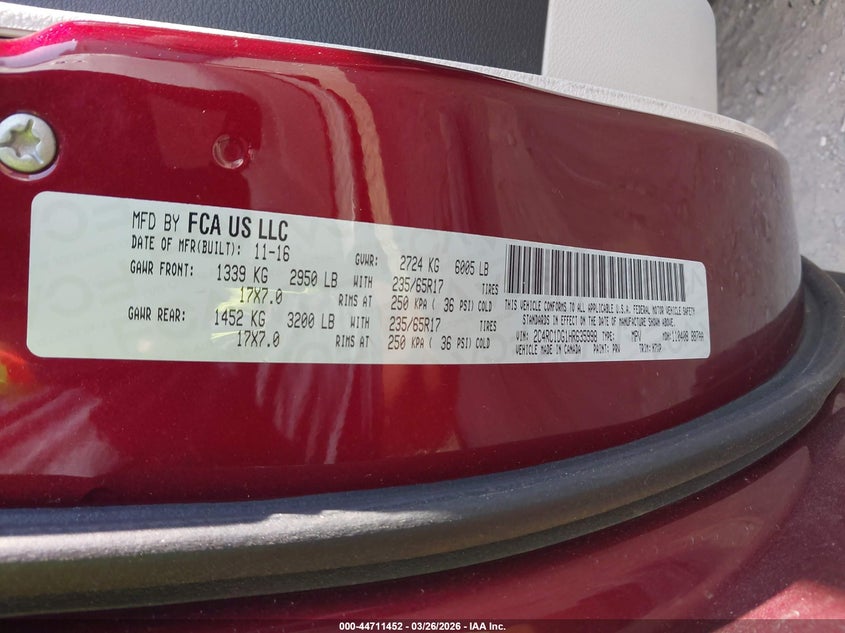 MFD BY FCA US LLC
DATE OF MFR(BUILT): 11-16 GVWR: 2724 KG 6005 LB
GAWR FRONT: 1339 KG 2950 LB WITH 235/65R17 TIRES
17X7.0 RIMS AT 250 KPA ( 36 PSI) COLD
GAWR REAR: 1452 KG 3200 LB WITH 235/65R17 TIRES
17X7.0 RIMS AT 250 KPA ( 36 PSI) COLD
THIS VEHICLE CONFORMS TO ALL APPLICABLE U.S.A. FEDERAL MOTOR VEHICLE SAFETY
STANDARDS IN EFFECT ON THE DATE OF MANUFACTURE SHOWN ABOVE.
VIN: 2C4RC1DG1HR635998 TYPE: MPV MDH:
VEHICLE MADE IN CANADA PAINT: PRV TRIM:
000-44711452 | 03/26/2026 | IAA Inc.